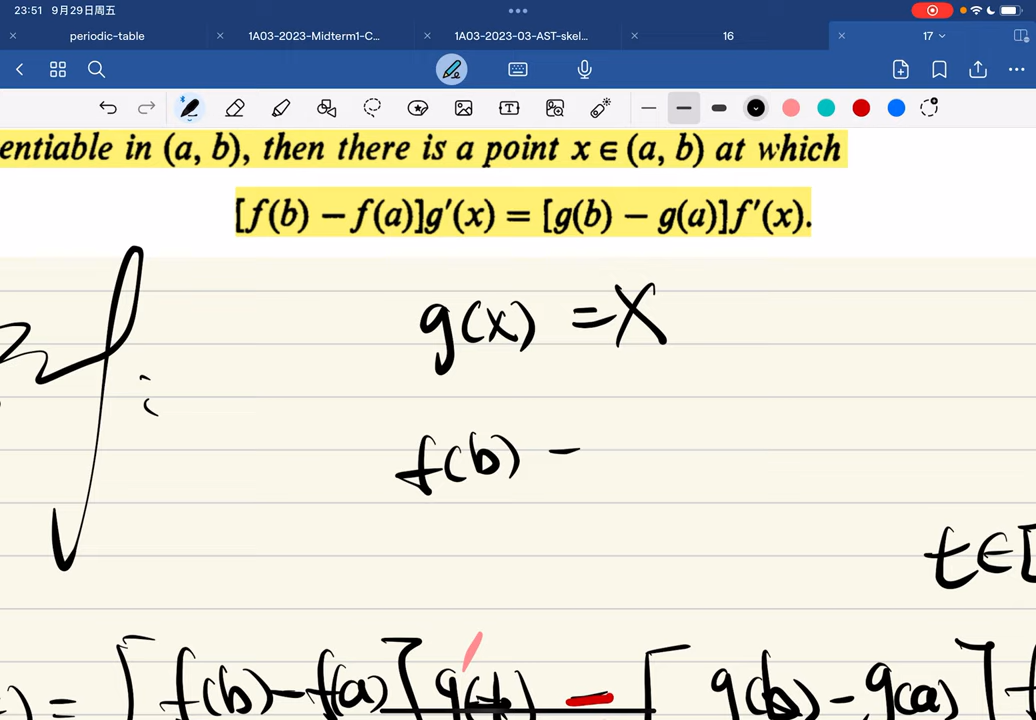 23:51 9月29日周五
periodic-table
1A03-2023-Midterm1-C...
1A03-2023-03-AST-skel...
16
17
entiable in (a, b), then there is a point x ∈ (a, b) at which
[f(b) − f(a)]g′(x) = [g(b) − g(a)]f′(x).
g(x) = x
f(b) −
t ∈ [
) = [f(b) − f(a)] g′(t) − [g(b) − g(a)] f